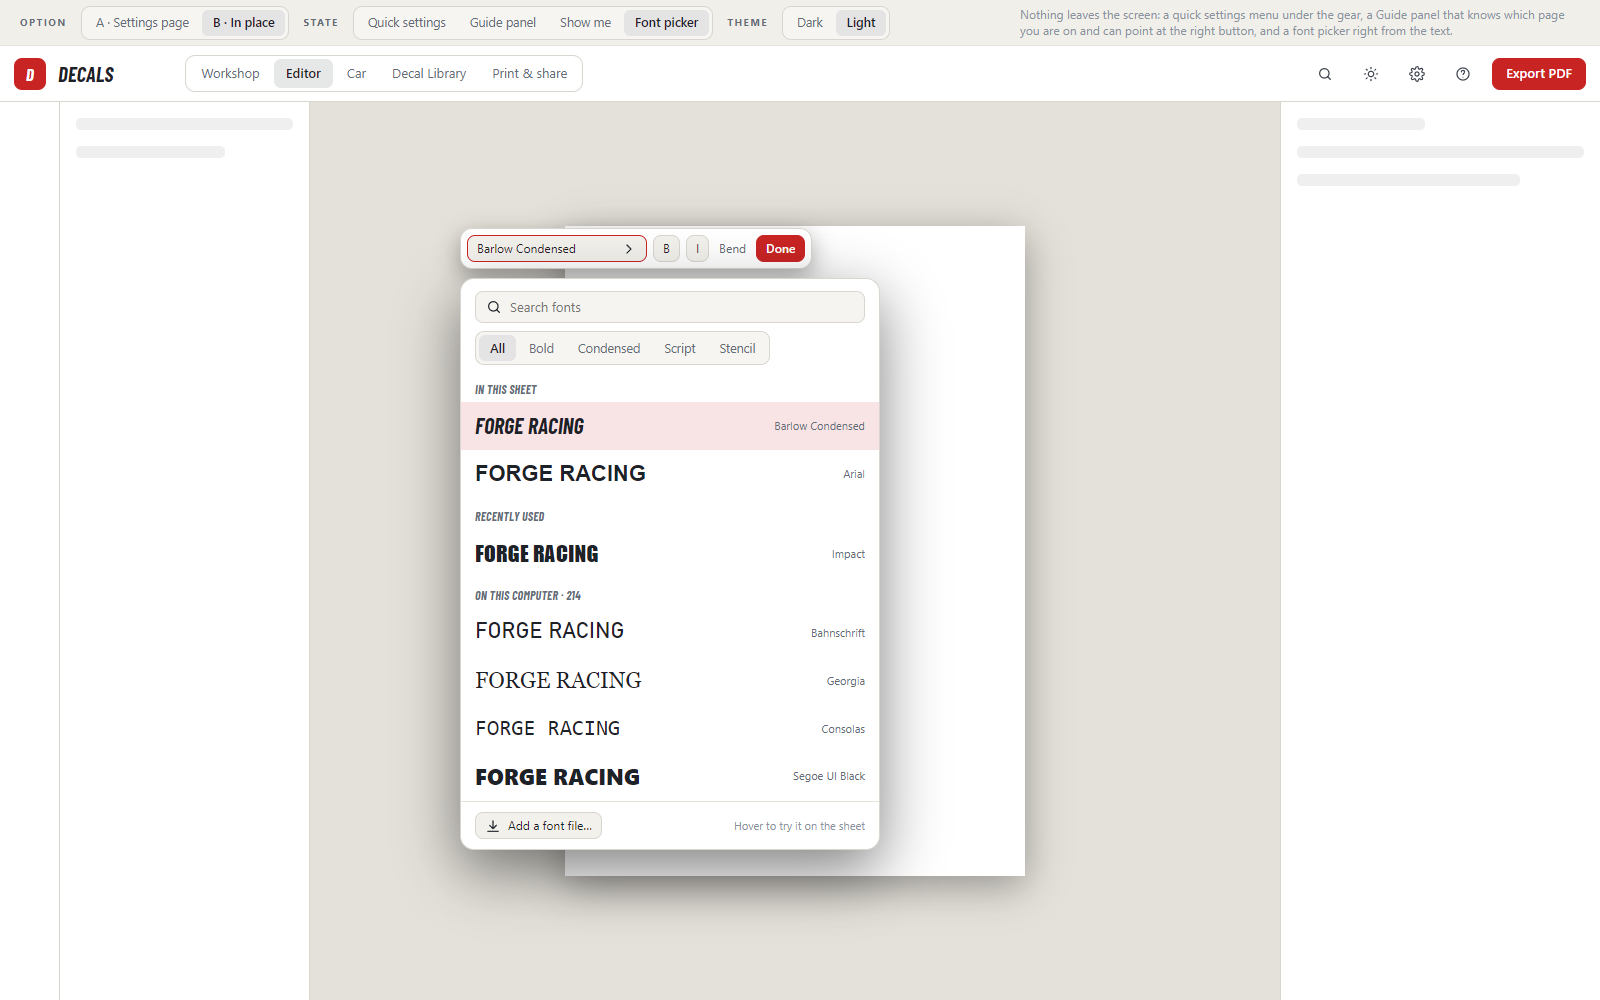 OPTION A · Settings page B · In place STATE Quick settings Guide panel Show me Font picker THEME Dark Light
Nothing leaves the screen: a quick settings menu under the gear, a Guide panel that knows which page
you are on and can point at the right button, and a font picker right from the text.
D DECALS Workshop Editor Car Decal Library Print & share Export PDF
Barlow Condensed B I Bend Done
Search fonts
All Bold Condensed Script Stencil
IN THIS SHEET
FORGE RACING Barlow Condensed
FORGE RACING Arial
RECENTLY USED
FORGE RACING Impact
ON THIS COMPUTER · 214
FORGE RACING Bahnschrift
FORGE RACING Georgia
FORGE RACING Consolas
FORGE RACING Segoe UI Black
Add a font file... Hover to try it on the sheet